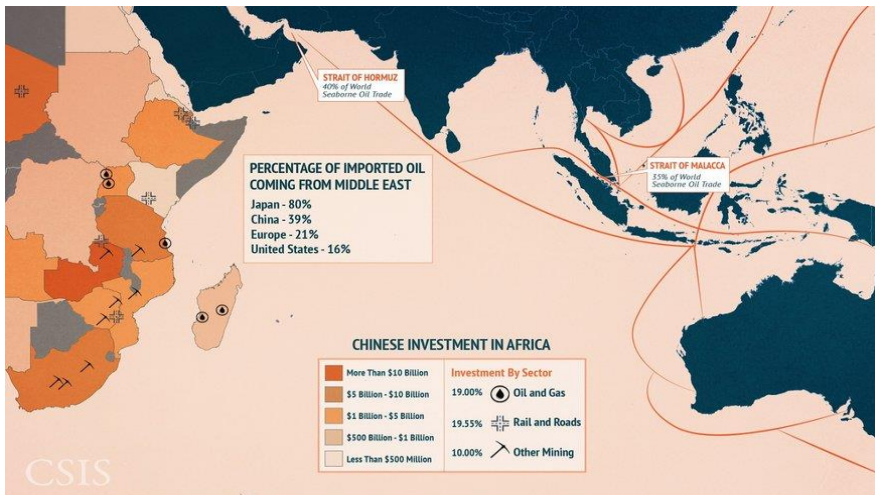 STRAIT OF HORMUZ
40% of World
Seaborne Oil Trade
PERCENTAGE OF IMPORTED OIL
COMING FROM MIDDLE EAST
Japan - 80%
China - 39%
Europe - 21%
United States - 16%
STRAIT OF MALACCA
35% of World
Seaborne Oil Trade
CHINESE INVESTMENT IN AFRICA
More Than $10 Billion
$5 Billion - $10 Billion
$1 Billion - $5 Billion
$500 Billion - $1 Billion
Less Than $500 Million
Investment By Sector
19.00% Oil and Gas
19.55% Rail and Roads
10.00% Other Mining
CSIS